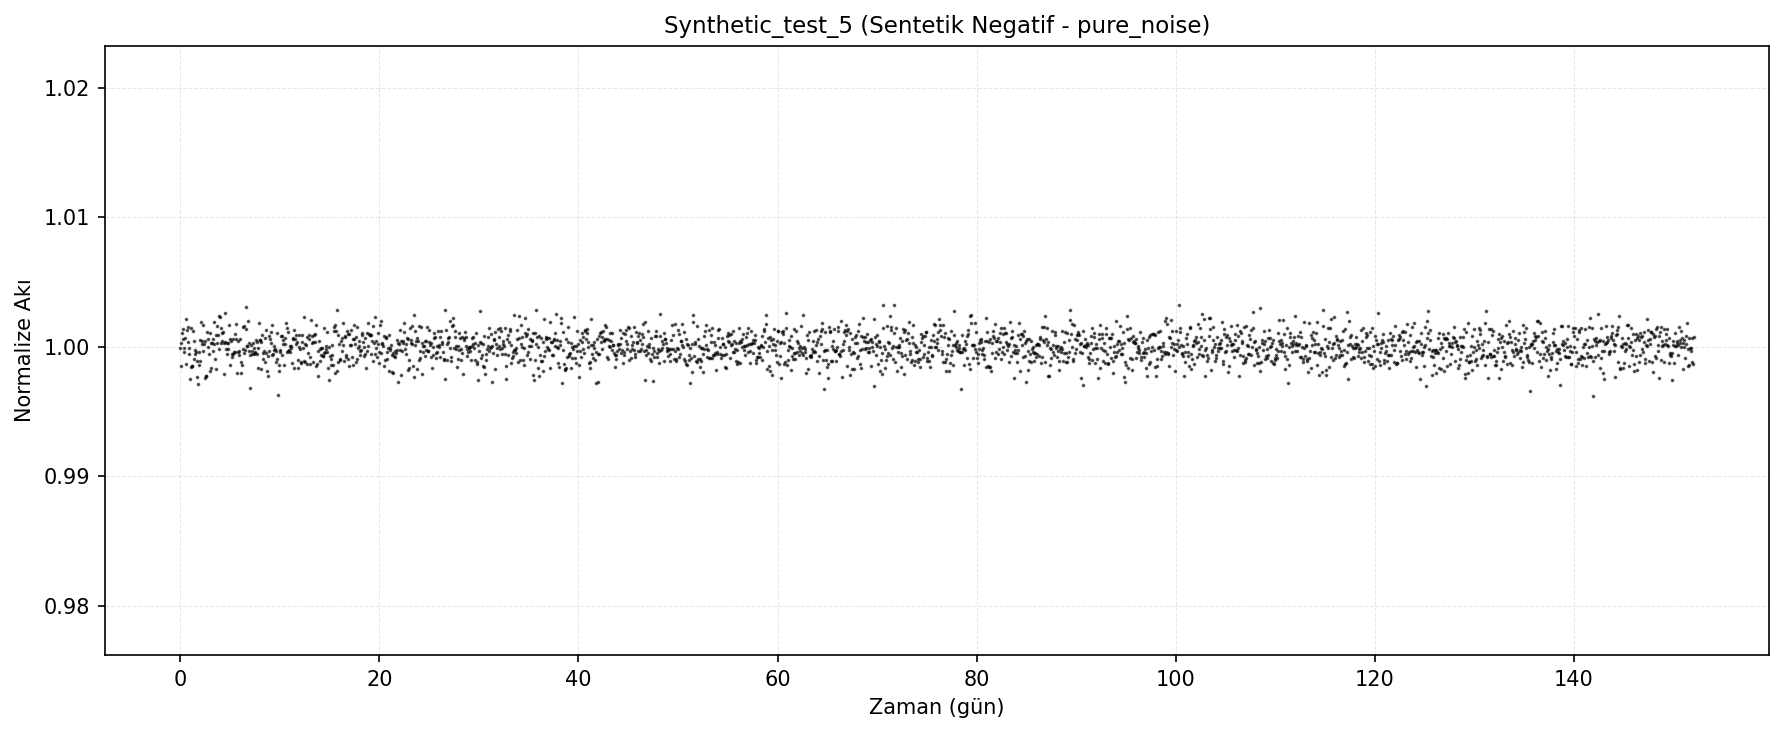 Synthetic_test_5 (Sentetik Negatif - pure_noise)
1.02
1.01
1.00
0.99
0.98
Normalize Akı
0 20 40 60 80 100 120 140
Zaman (gün)